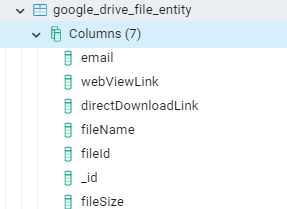 google_drive_file_entity
Columns (7)
email
webViewLink
directDownloadLink
fileName
fileId
_id
fileSize